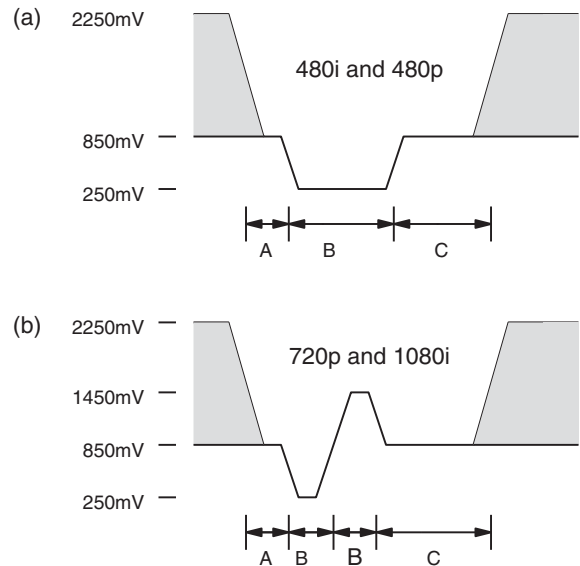 (a)
2250mV
480i and 480p
850mV
250mV
A B C
(b)
2250mV
720p and 1080i
1450mV
850mV
250mV
A B B C